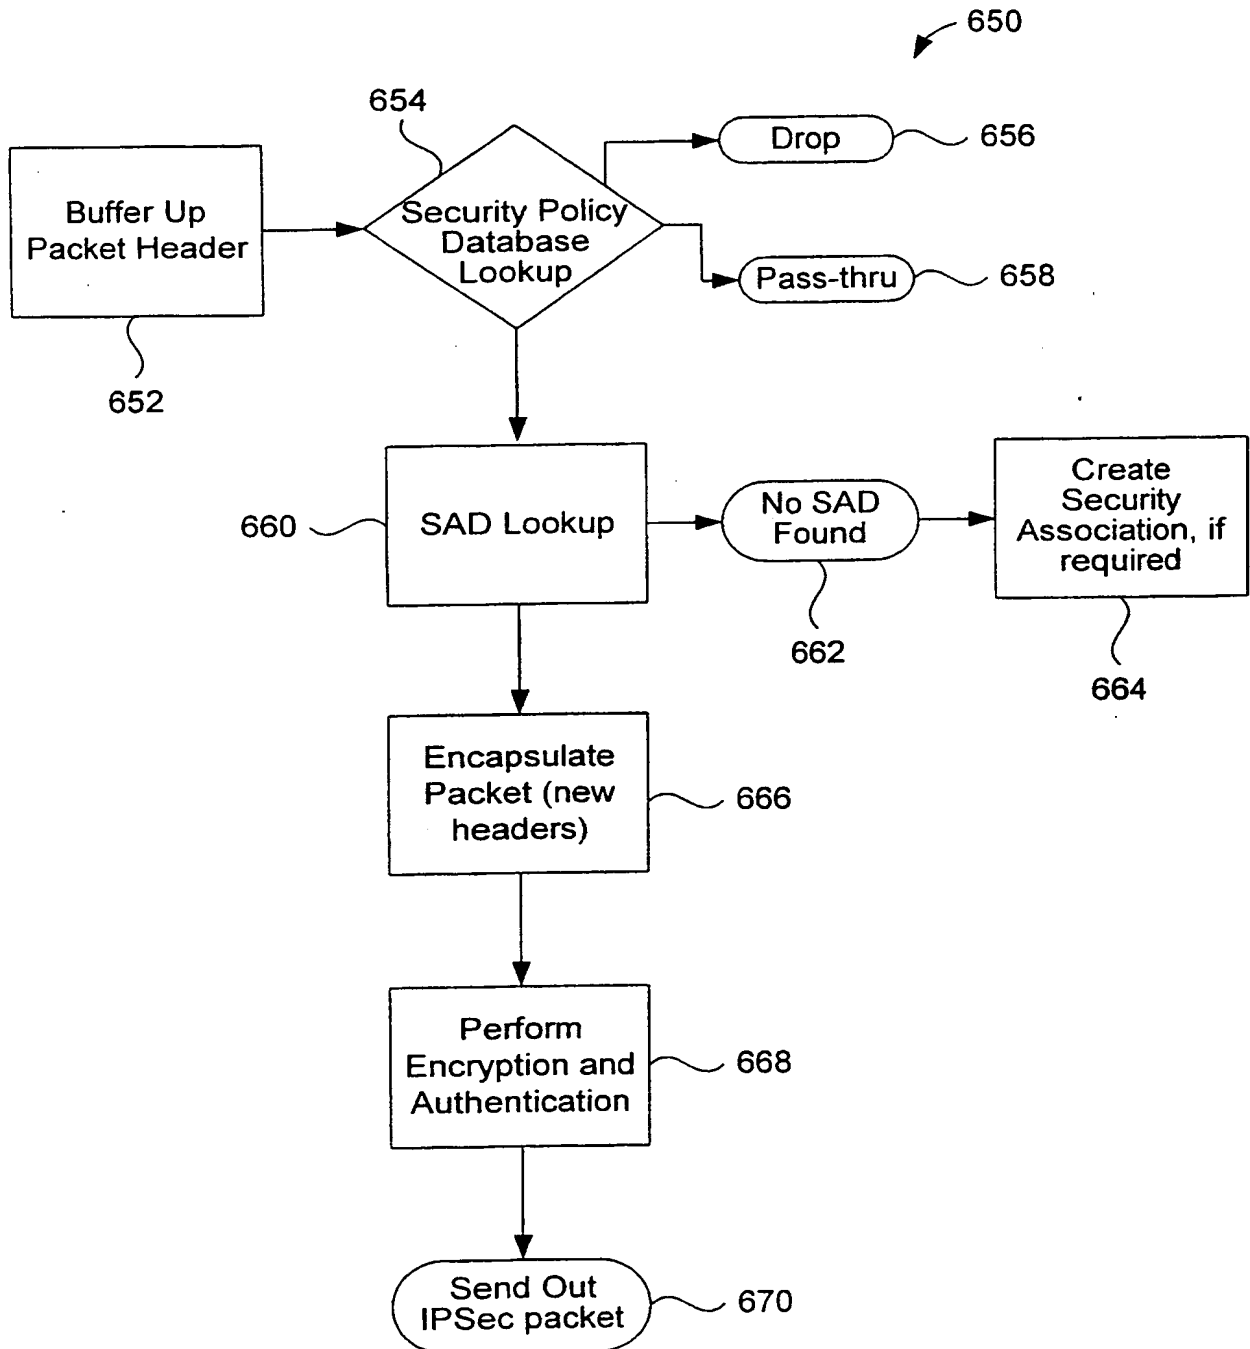 650
654
Drop
656
Buffer Up
Packet Header
Security Policy
Database
Lookup
Pass-thru
658
652
660
SAD Lookup
No SAD
Found
Create
Security
Association, if
required
662
664
Encapsulate
Packet (new
headers)
666
Perform
Encryption and
Authentication
668
Send Out
IPSec packet
670